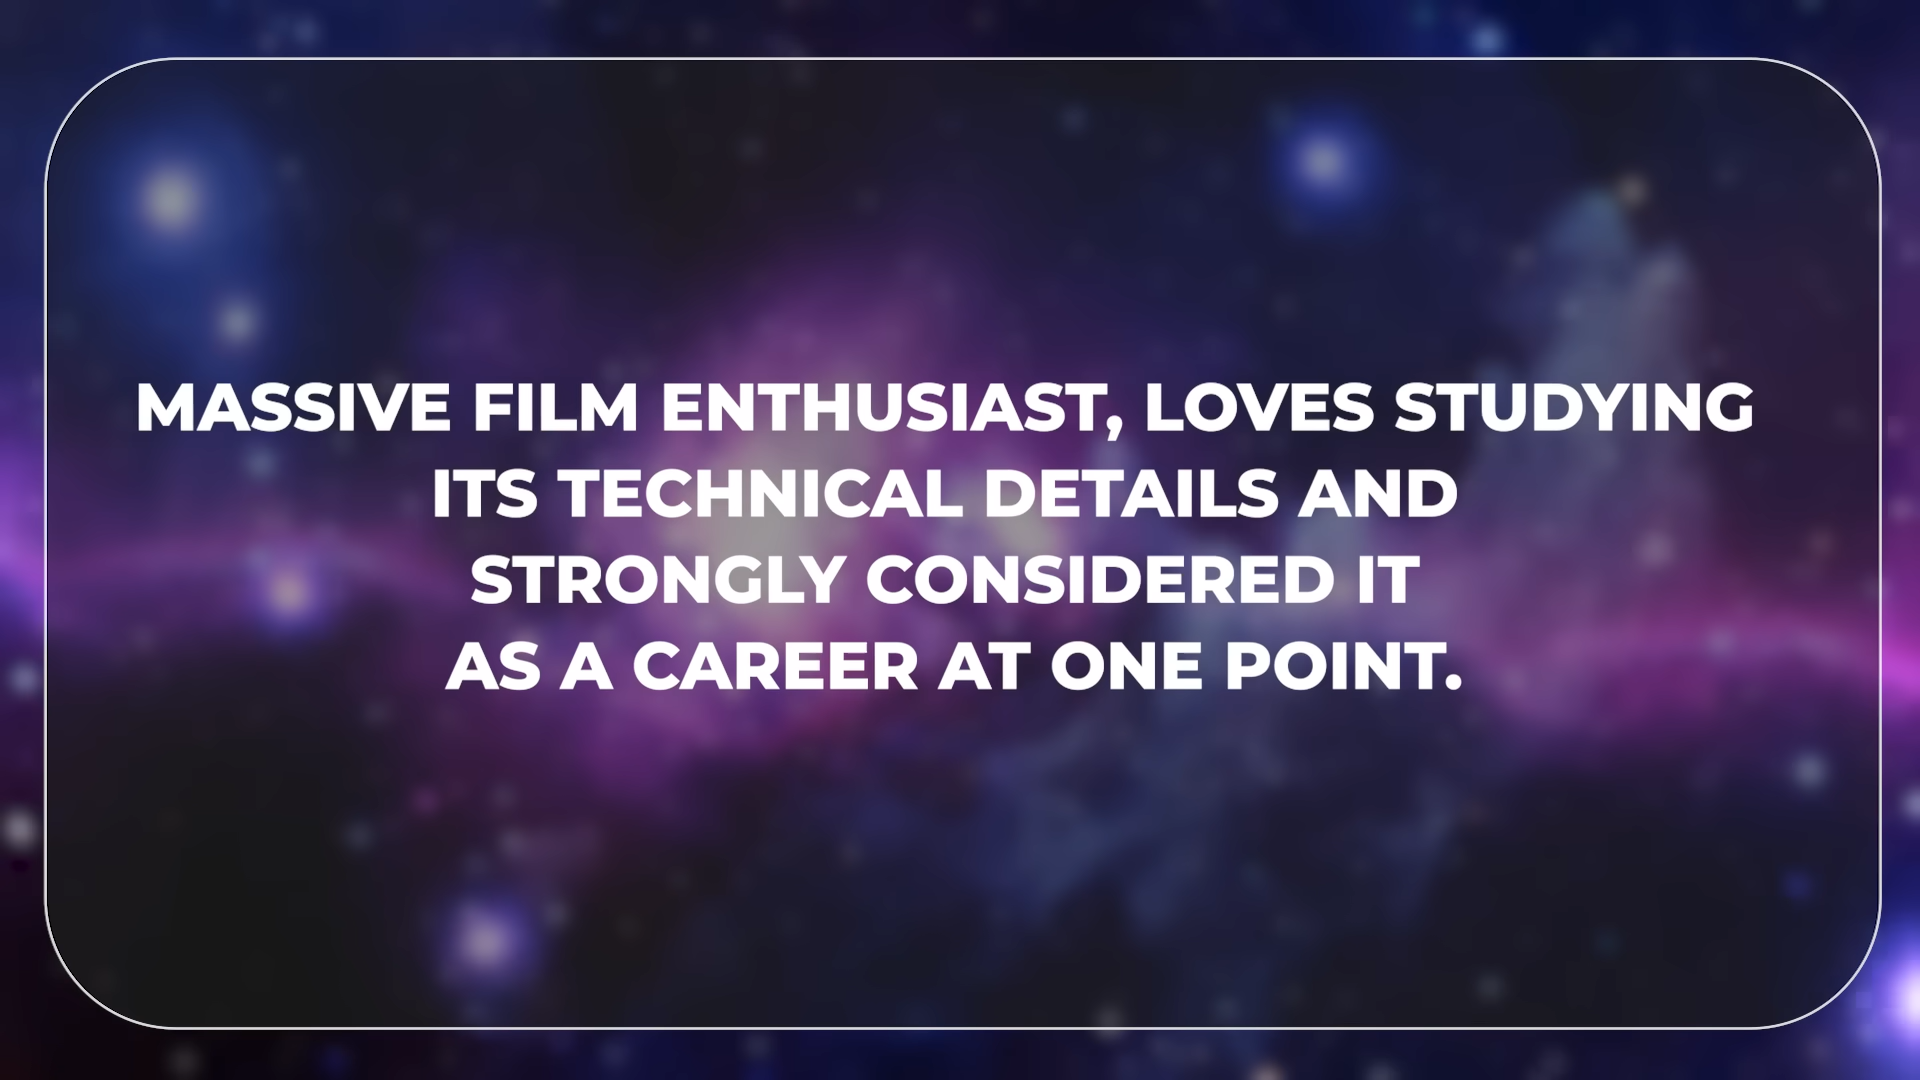 MASSIVE FILM ENTHUSIAST, LOVES STUDYING
ITS TECHNICAL DETAILS AND
STRONGLY CONSIDERED IT
AS A CAREER AT ONE POINT.